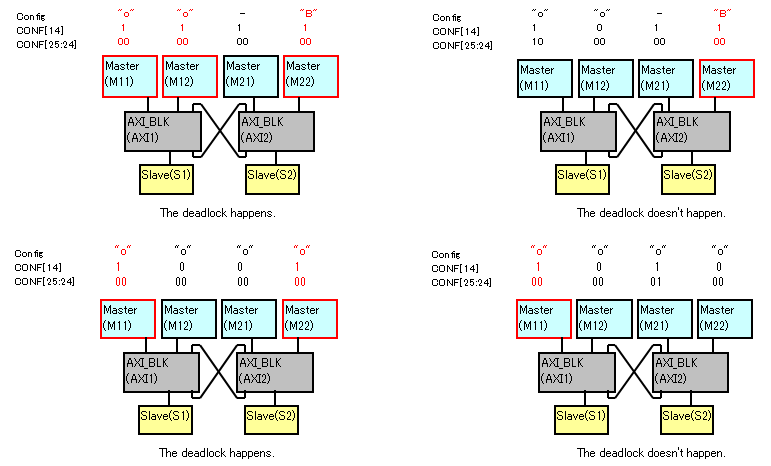 Config "o" "o" - "B"
CONF[14] 1 1 1 1
CONF[25:24] 00 00 00 00
Master (M11) Master (M12) Master (M21) Master (M22)
AXI_BLK (AXI1) AXI_BLK (AXI2)
Slave(S1) Slave(S2)
The deadlock happens.
Config "o" "o" - "B"
CONF[14] 1 0 1 1
CONF[25:24] 10 00 00 00
Master (M11) Master (M12) Master (M21) Master (M22)
AXI_BLK (AXI1) AXI_BLK (AXI2)
Slave(S1) Slave(S2)
The deadlock doesn't happen.
Config "o" "o" "o" "o"
CONF[14] 1 0 0 1
CONF[25:24] 00 00 00 00
Master (M11) Master (M12) Master (M21) Master (M22)
AXI_BLK (AXI1) AXI_BLK (AXI2)
Slave(S1) Slave(S2)
The deadlock happens.
Config "o" "o" "o" "o"
CONF[14] 1 0 1 0
CONF[25:24] 00 00 01 00
Master (M11) Master (M12) Master (M21) Master (M22)
AXI_BLK (AXI1) AXI_BLK (AXI2)
Slave(S1) Slave(S2)
The deadlock doesn't happen.